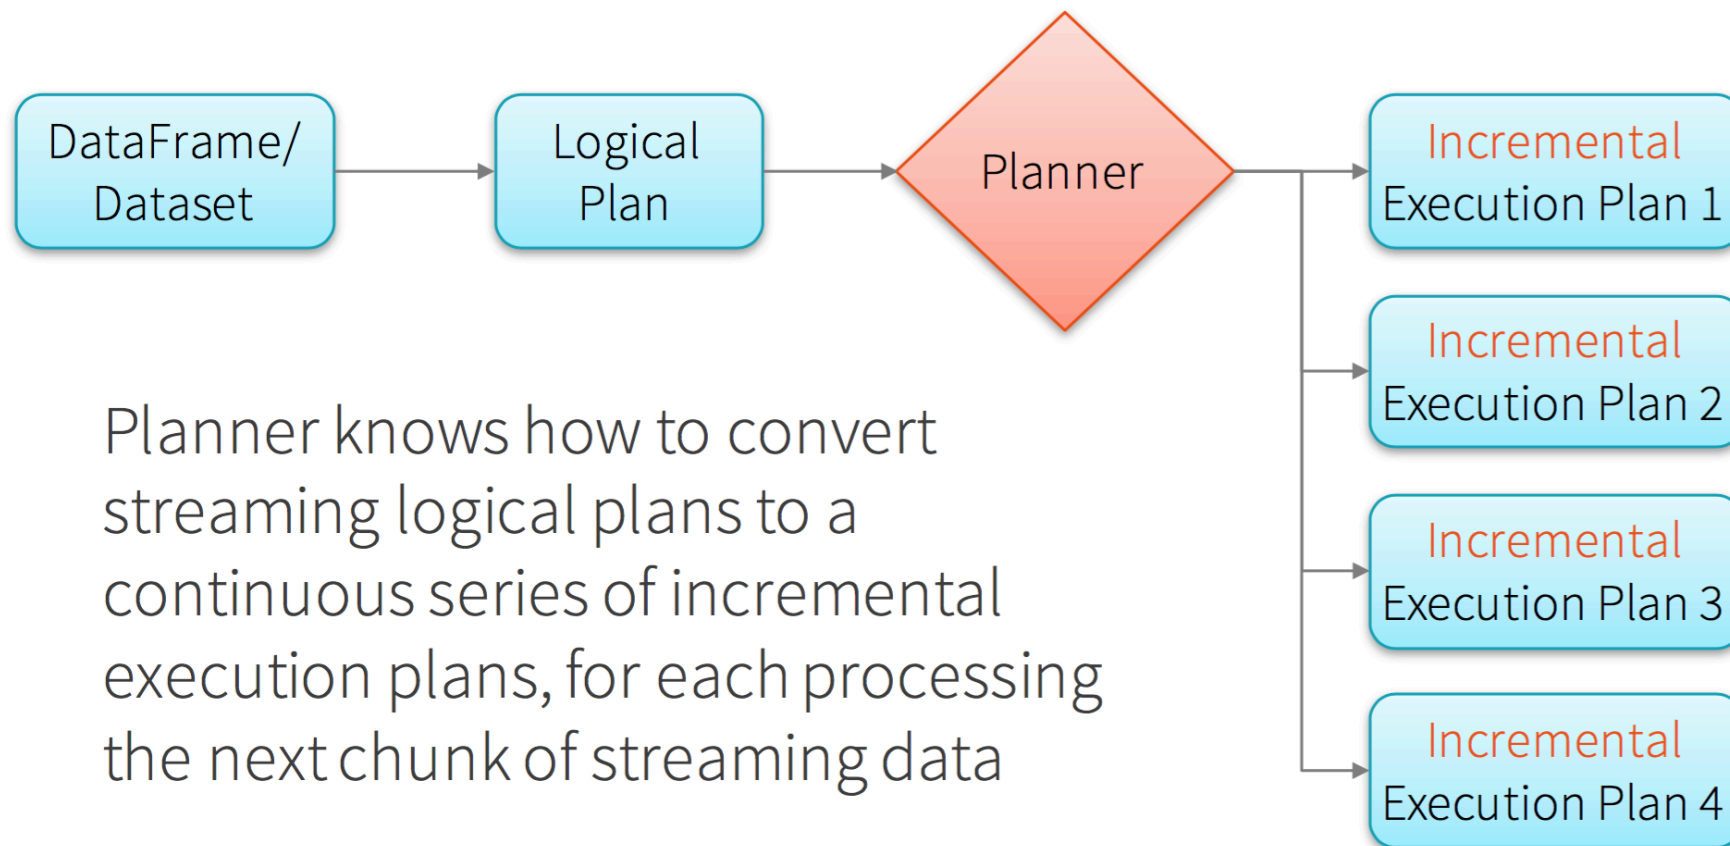 DataFrame/
Dataset
Logical
Plan
Planner
Incremental
Execution Plan 1
Incremental
Execution Plan 2
Incremental
Execution Plan 3
Incremental
Execution Plan 4
Planner knows how to convert
streaming logical plans to a
continuous series of incremental
execution plans, for each processing
the next chunk of streaming data